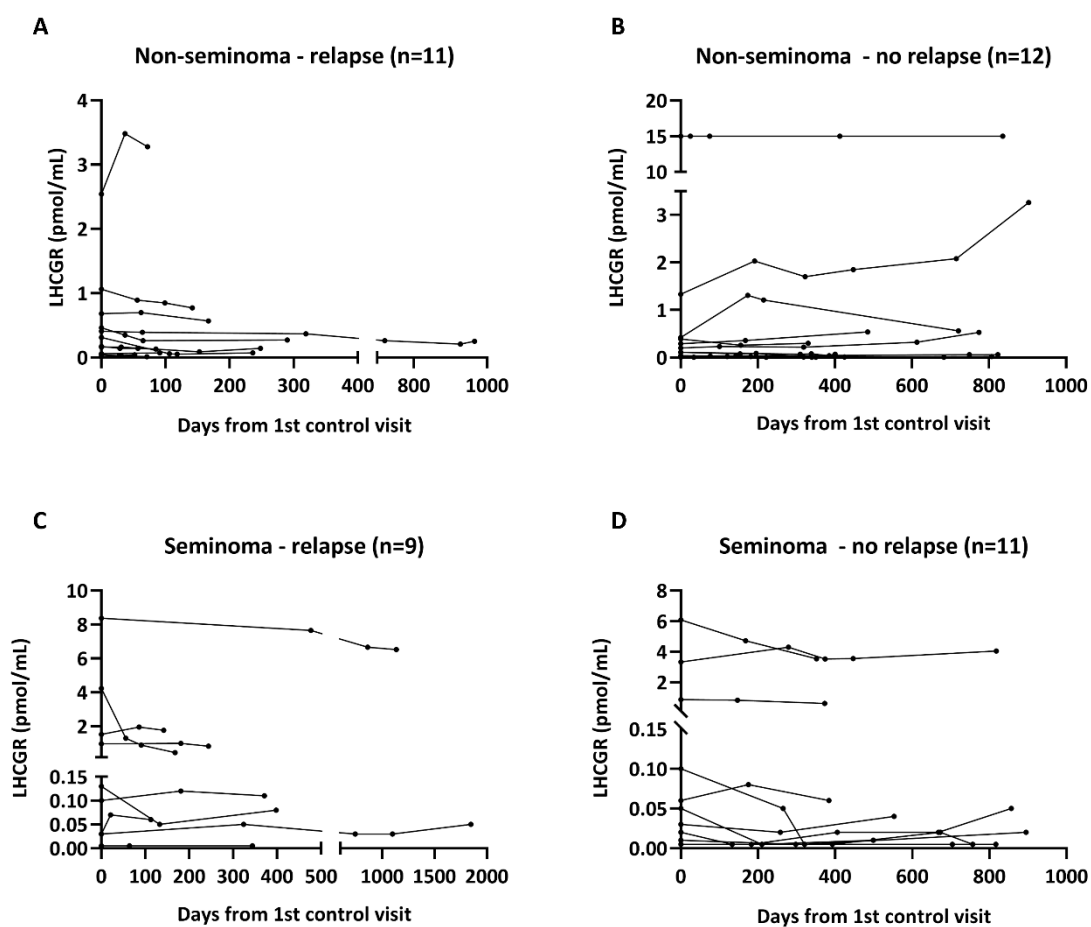 A
Non-seminoma - relapse (n=11)
LHCGR (pmol/mL)
4
3
2
1
0
0 100 200 300 400 1000
Days from 1st control visit
B
Non-seminoma - no relapse (n=12)
LHCGR (pmol/mL)
20
15
10
3
2
1
0
0 200 400 600 800 1000
Days from 1st control visit
C
Seminoma - relapse (n=9)
LHCGR (pmol/mL)
10
8
6
4
2
0.15
0.10
0.05
0.00
0 100 200 300 400 500 1000 1500 2000
Days from 1st control visit
D
Seminoma - no relapse (n=11)
LHCGR (pmol/mL)
8
6
4
2
0.15
0.10
0.05
0.00
0 200 400 600 800 1000
Days from 1st control visit